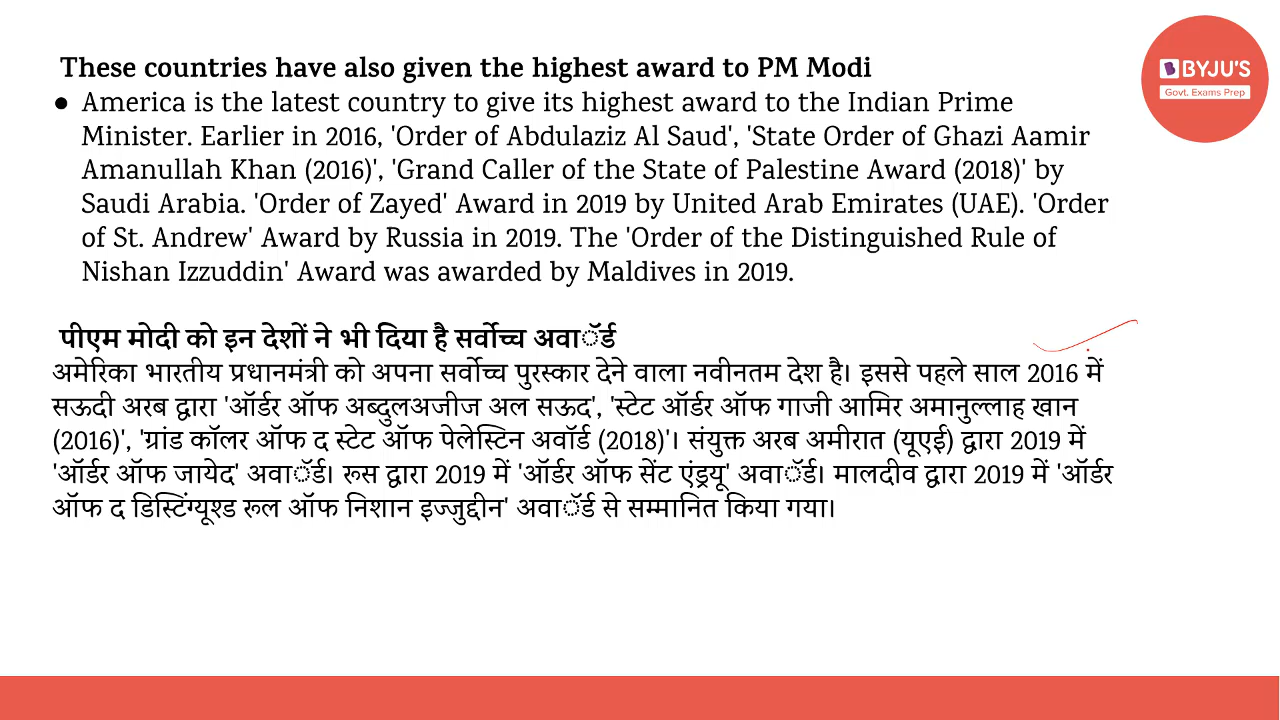 These countries have also given the highest award to PM Modi
● America is the latest country to give its highest award to the Indian Prime
Minister. Earlier in 2016, 'Order of Abdulaziz Al Saud', 'State Order of Ghazi Aamir
Amanullah Khan (2016)', 'Grand Caller of the State of Palestine Award (2018)' by
Saudi Arabia. 'Order of Zayed' Award in 2019 by United Arab Emirates (UAE). 'Order
of St. Andrew' Award by Russia in 2019. The 'Order of the Distinguished Rule of
Nishan Izzuddin' Award was awarded by Maldives in 2019.
पीएम मोदी को इन देशों ने भी दिया है सर्वोच्च अवाॅर्ड
अमेरिका भारतीय प्रधानमंत्री को अपना सर्वोच्च पुरस्कार देने वाला नवीनतम देश है। इससे पहले साल 2016 में
सऊदी अरब द्वारा 'ऑर्डर ऑफ अब्दुलअजीज अल सऊद', 'स्टेट ऑर्डर ऑफ गाजी आमिर अमानुल्लाह खान
(2016)', 'ग्रांड कॉलर ऑफ द स्टेट ऑफ पेलेस्टिन अवॉर्ड (2018)'। संयुक्त अरब अमीरात (यूएई) द्वारा 2019 में
'ऑर्डर ऑफ जायेद' अवाॅर्ड। रूस द्वारा 2019 में 'ऑर्डर ऑफ सेंट एंड्रयू' अवाॅर्ड। मालदीव द्वारा 2019 में 'ऑर्डर
ऑफ द डिस्टिंग्यूश्ड रूल ऑफ निशान इज्जुद्दीन' अवाॅर्ड से सम्मानित किया गया।
BYJU'S
Govt. Exams Prep